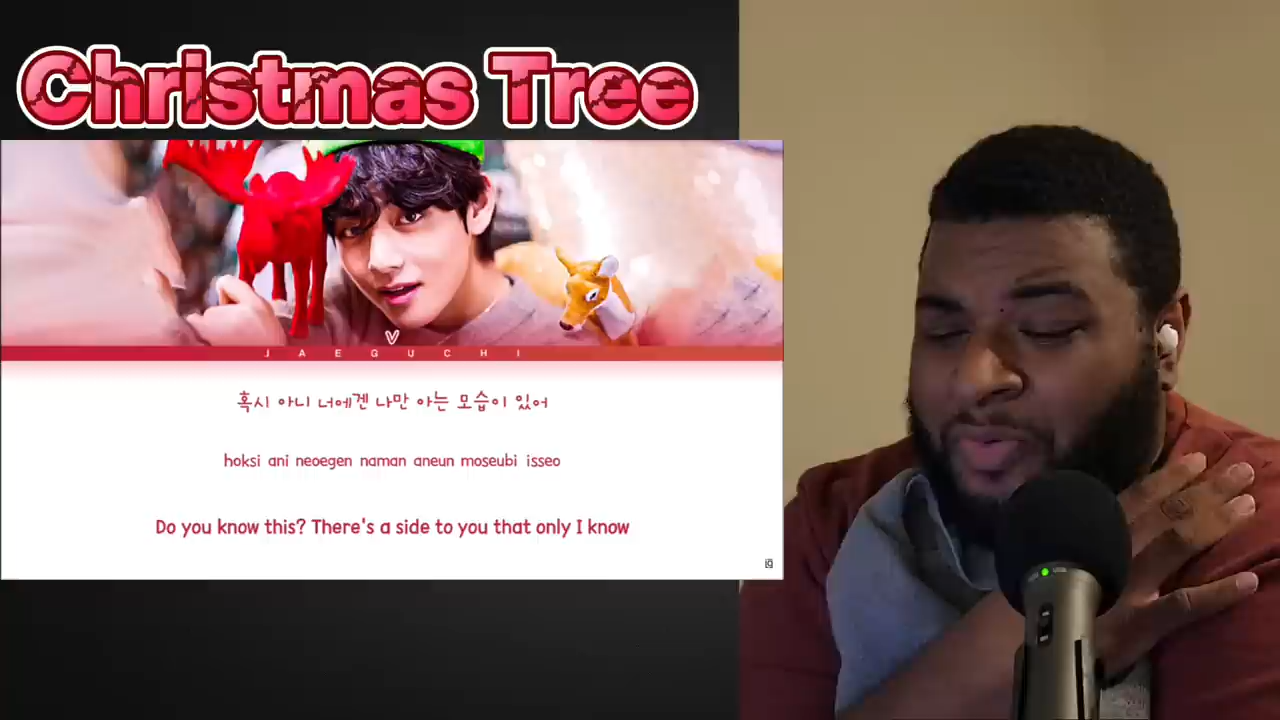 Christmas Tree
V
JAEGUCHI
혹시 아니 너에겐 나만 아는 모습이 있어
hoksi ani neoegen naman aneun moseubi isseo
Do you know this? There's a side to you that only I know